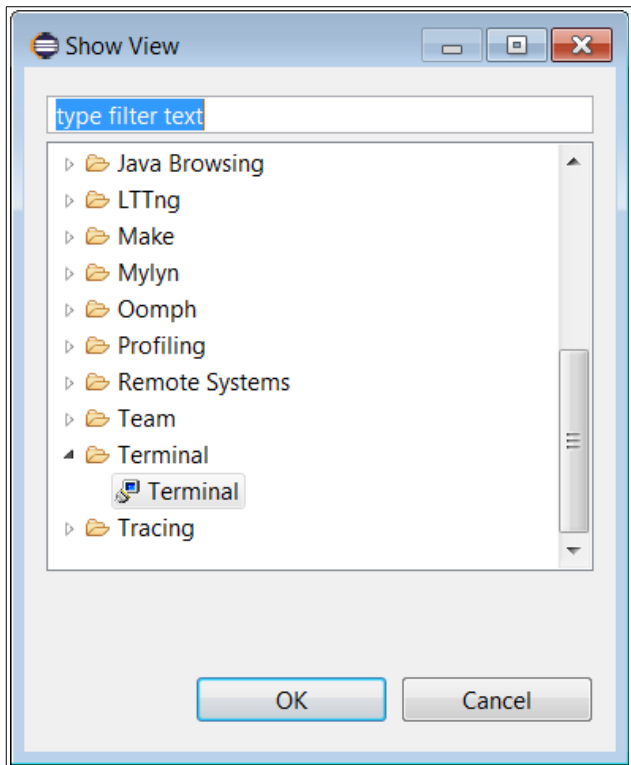 Show View
type filter text
Java Browsing
LTTng
Make
Mylyn
Oomph
Profiling
Remote Systems
Team
Terminal
Terminal
Tracing
OK Cancel